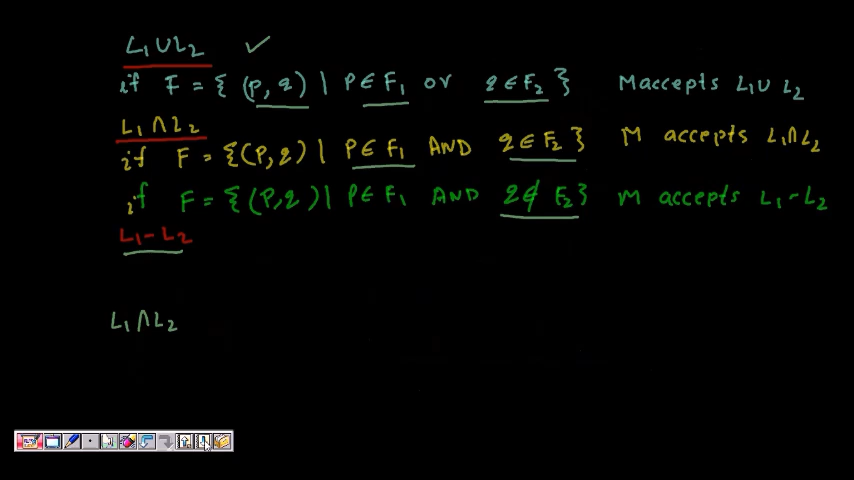 L1 ∪ L2 ✓
if F = { (p, q) | p ∈ F1 or q ∈ F2 } M accepts L1 ∪ L2
L1 ∩ L2
if F = {(P, q) | P ∈ F1 AND q ∈ F2 } M accepts L1 ∩ L2
if F = {(P, q) | P ∈ F1 AND q ∉ F2 } M accepts L1 - L2
L1 - L2
L1 ∩ L2